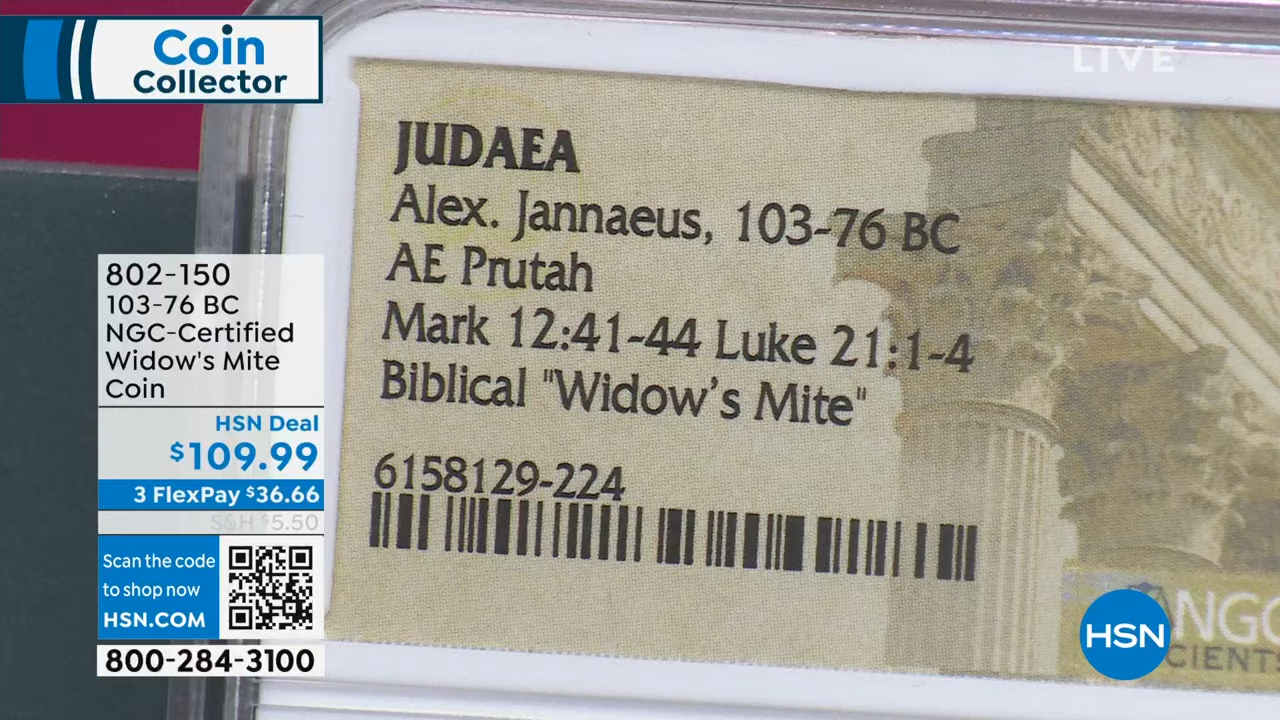 Coin
Collector
LIVE
JUDAEA
Alex. Jannaeus, 103-76 BC
AE Prutah
Mark 12:41-44 Luke 21:1-4
Biblical "Widow's Mite"
6158129-224
802-150
103-76 BC
NGC-Certified
Widow's Mite
Coin
HSN Deal
$109.99
3 FlexPay $36.66
S&H $5.50
Scan the code
to shop now
HSN.COM
800-284-3100
HSN
NGC